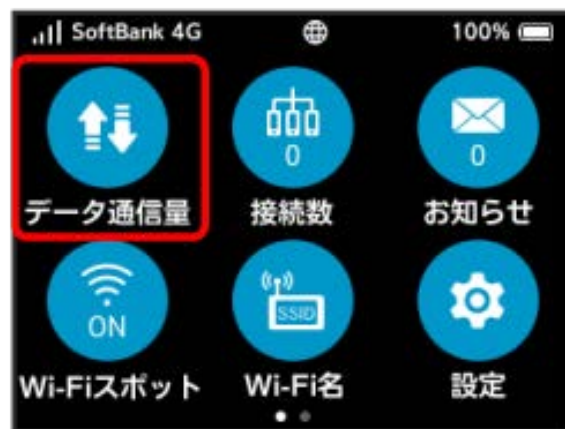 SoftBank 4G 100%
0 0
データ通信量 接続数 お知らせ
ON SSID
Wi-Fiスポット Wi-Fi名 設定